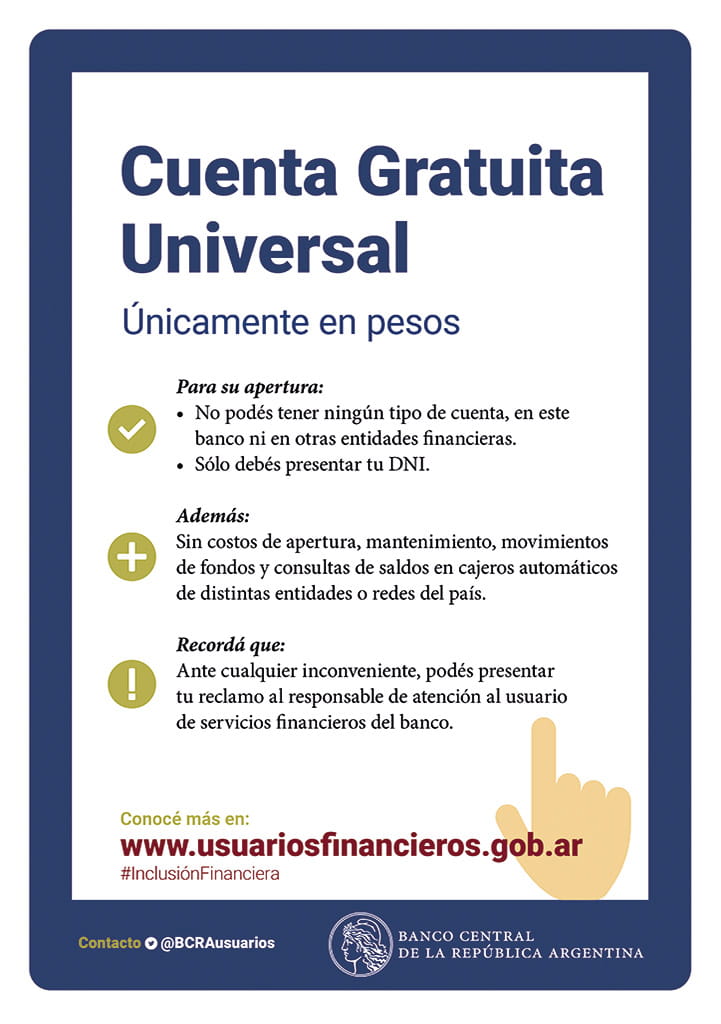 Cuenta Gratuita
Universal
Únicamente en pesos
Para su apertura:
• No podés tener ningún tipo de cuenta, en este
banco ni en otras entidades financieras.
• Sólo debés presentar tu DNI.
Además:
Sin costos de apertura, mantenimiento, movimientos
de fondos y consultas de saldos en cajeros automáticos
de distintas entidades o redes del país.
Recordá que:
Ante cualquier inconveniente, podés presentar
tu reclamo al responsable de atención al usuario
de servicios financieros del banco.
Conocé más en:
www.usuariosfinancieros.gob.ar
#InclusiónFinanciera
Contacto @BCRAusuarios
BANCO CENTRAL
DE LA REPÚBLICA ARGENTINA